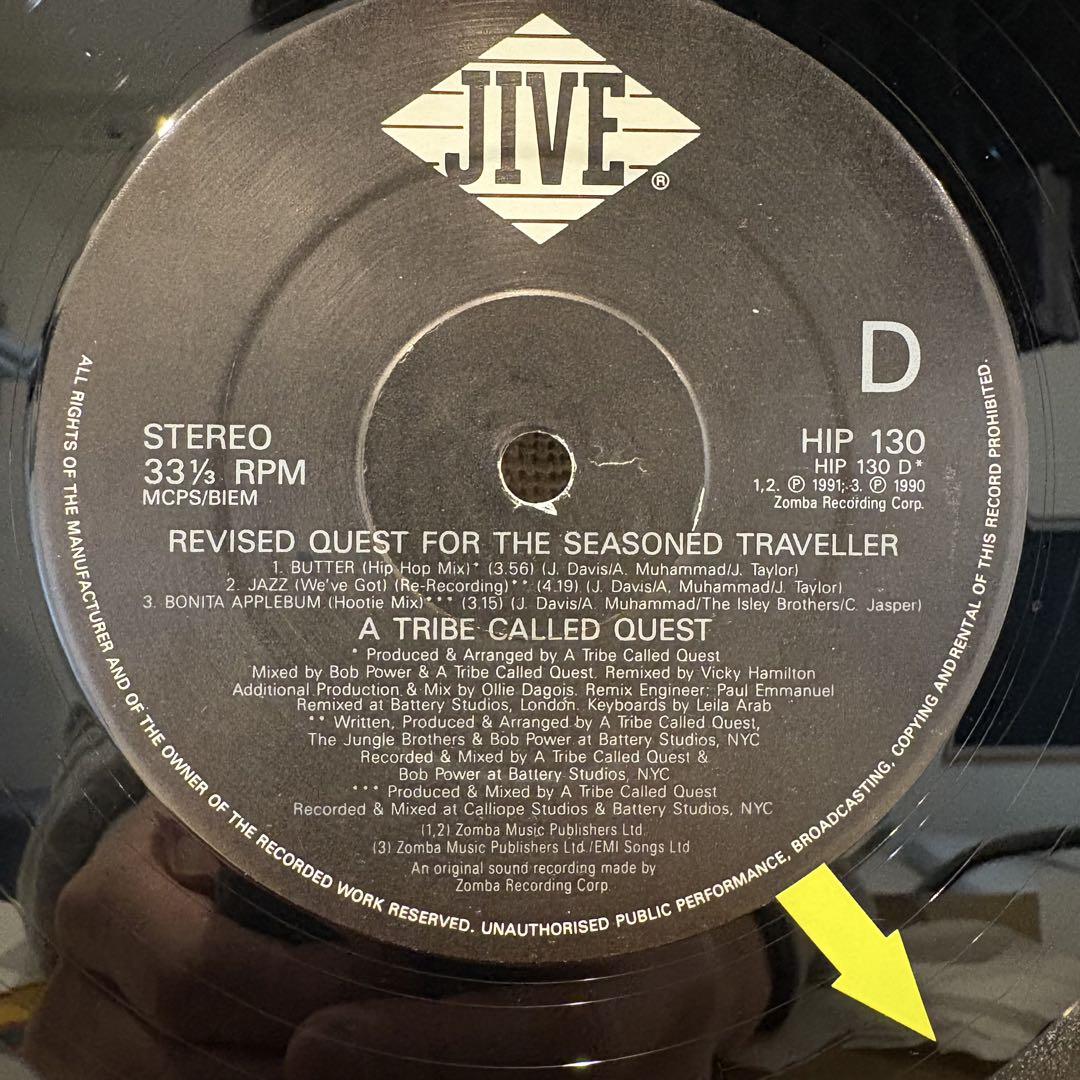 JIVE
®
D
STEREO
33⅓ RPM
MCPS/BIEM
HIP 130
HIP 130 D*
1,2. ℗ 1991; 3. ℗ 1990
Zomba Recording Corp.
REVISED QUEST FOR THE SEASONED TRAVELLER
1. BUTTER (Hip Hop Mix)* (3.56) (J. Davis/A. Muhammad/J. Taylor)
2. JAZZ (We've Got) (Re-Recording)** (4.19) (J. Davis/A. Muhammad/J. Taylor)
3. BONITA APPLEBUM (Hootie Mix)*** (3.15) (J. Davis/A. Muhammad/The Isley Brothers/C. Jasper)
A TRIBE CALLED QUEST
* Produced & Arranged by A Tribe Called Quest
Mixed by Bob Power & A Tribe Called Quest. Remixed by Vicky Hamilton
Additional Production & Mix by Ollie Dagois. Remix Engineer: Paul Emmanuel
Remixed at Battery Studios, London. Keyboards by Leila Arab
** Written, Produced & Arranged by A Tribe Called Quest,
The Jungle Brothers & Bob Power at Battery Studios, NYC
Recorded & Mixed by A Tribe Called Quest &
Bob Power at Battery Studios, NYC
*** Produced & Mixed by A Tribe Called Quest
Recorded & Mixed at Calliope Studios & Battery Studios, NYC
(1,2) Zomba Music Publishers Ltd.
(3) Zomba Music Publishers Ltd./EMI Songs Ltd
An original sound recording made by
Zomba Recording Corp.
ALL RIGHTS OF THE MANUFACTURER AND OF THE OWNER OF THE RECORDED WORK RESERVED. UNAUTHORISED PUBLIC PERFORMANCE, BROADCASTING, COPYING AND RENTAL OF THIS RECORD PROHIBITED.